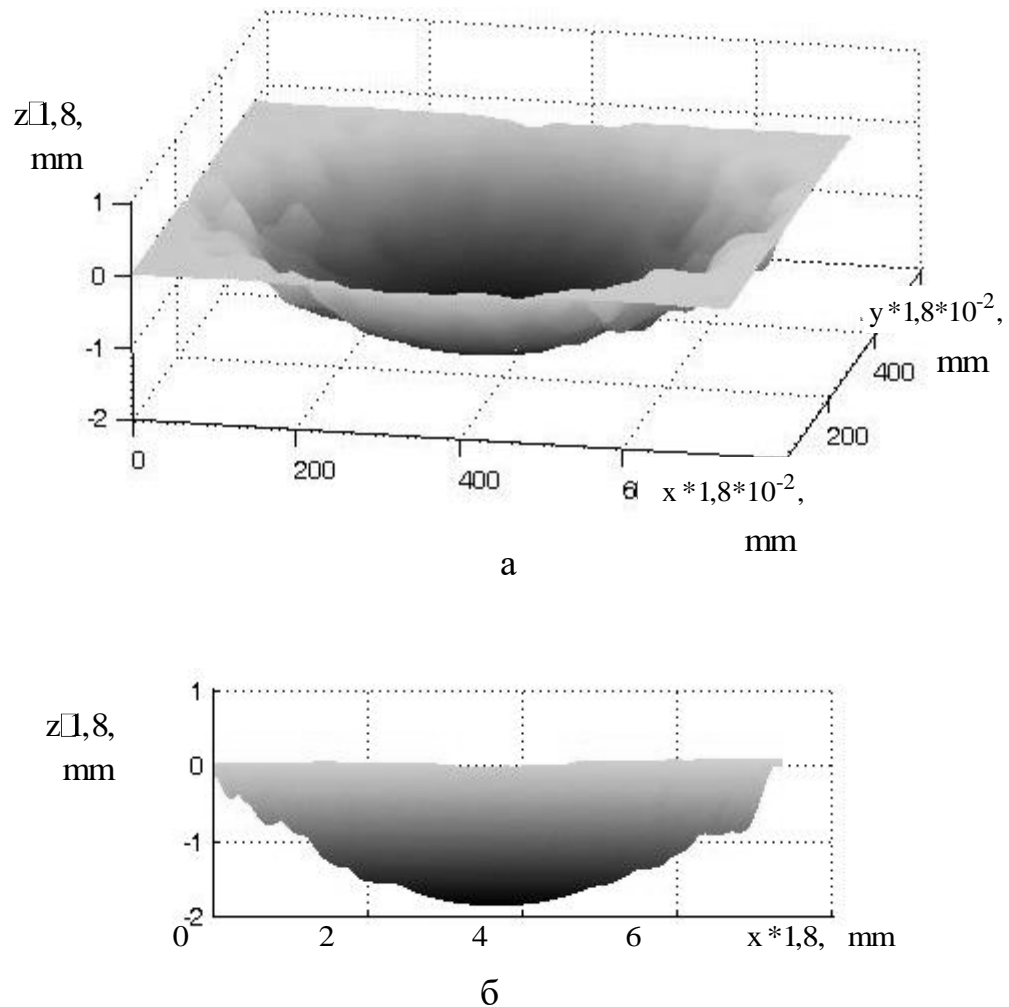 z□1,8,
mm
1
0
-1
-2
0
200
400
6
x*1,8*10-2,
mm
200
400
y*1,8*10-2,
mm
а
z□1,8,
mm
1
0
-1
-2
0 2 4 6 x*1,8, mm
б